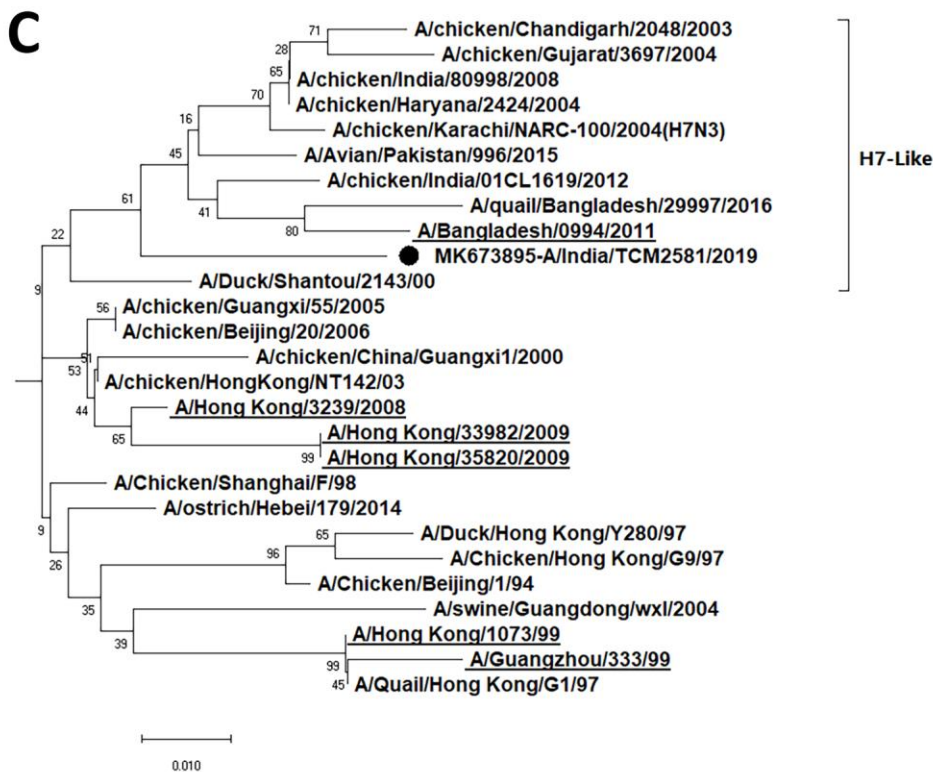 C
71
A/chicken/Chandigarh/2048/2003
28
A/chicken/Gujarat/3697/2004
65
A/chicken/India/80998/2008
70
A/chicken/Haryana/2424/2004
16
A/chicken/Karachi/NARC-100/2004(H7N3)
45
A/Avian/Pakistan/996/2015
H7-Like
61
A/chicken/India/01CL1619/2012
41
A/quail/Bangladesh/29997/2016
80
A/Bangladesh/0994/2011
22
MK673895-A/India/TCM2581/2019
9
A/Duck/Shantou/2143/00
56
A/chicken/Guangxi/55/2005
A/chicken/Beijing/20/2006
51
A/chicken/China/Guangxi1/2000
53
A/chicken/HongKong/NT142/03
44
A/Hong Kong/3239/2008
65
A/Hong Kong/33982/2009
99
A/Hong Kong/35820/2009
A/Chicken/Shanghai/F/98
9
A/ostrich/Hebei/179/2014
26
65
A/Duck/Hong Kong/Y280/97
96
A/Chicken/Hong Kong/G9/97
A/Chicken/Beijing/1/94
35
A/swine/Guangdong/wxl/2004
39
A/Hong Kong/1073/99
99
A/Guangzhou/333/99
45
A/Quail/Hong Kong/G1/97
0.010